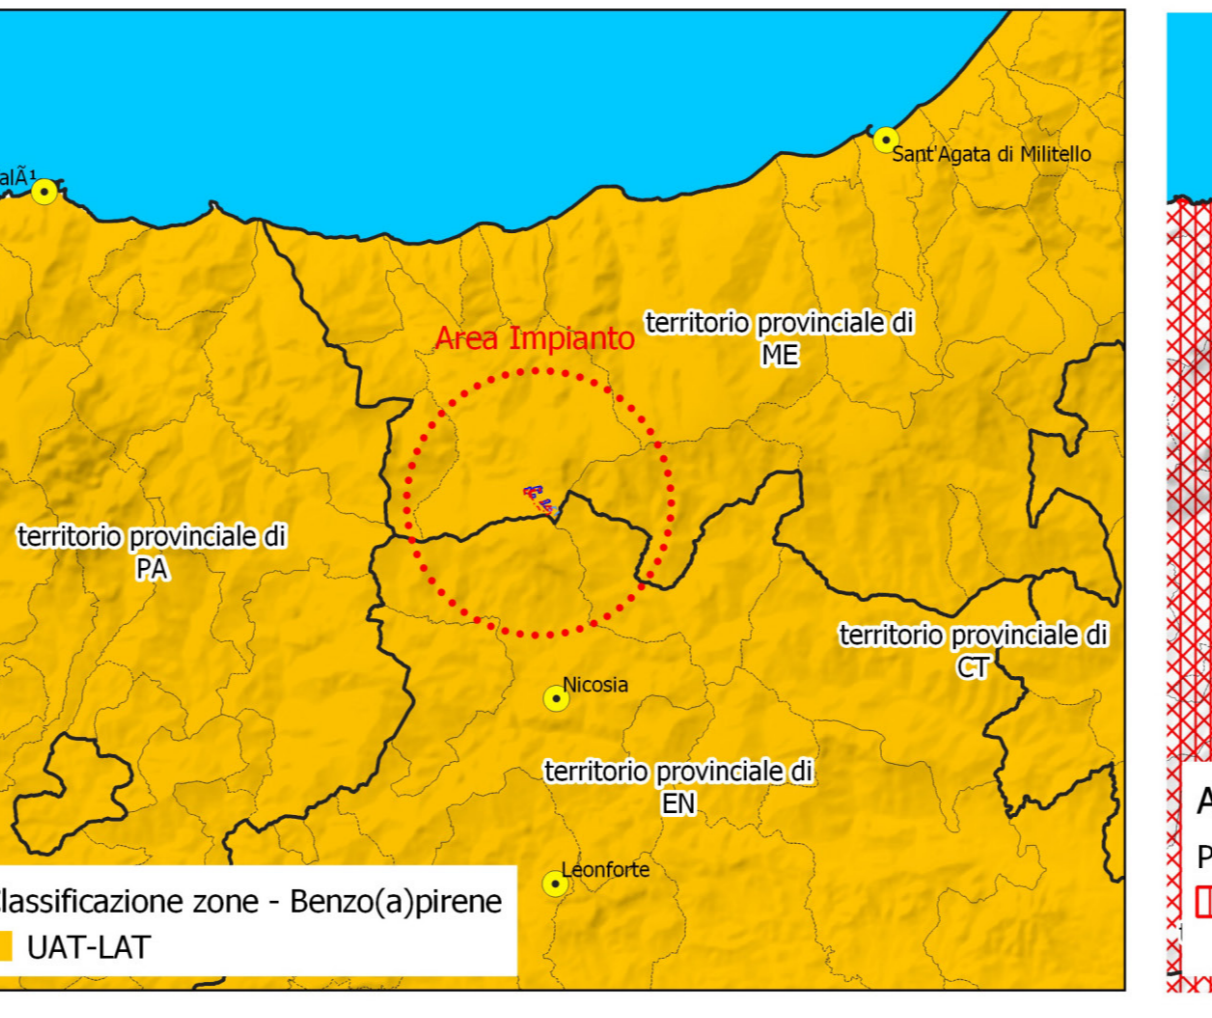 alÃ¹
Sant'Agata di Militello
territorio provinciale di
ME
Area Impianto
territorio provinciale di
PA
territorio provinciale di
CT
Nicosia
territorio provinciale di
EN
Leonforte
lassificazione zone - Benzo(a)pirene
UAT-LAT
A
P